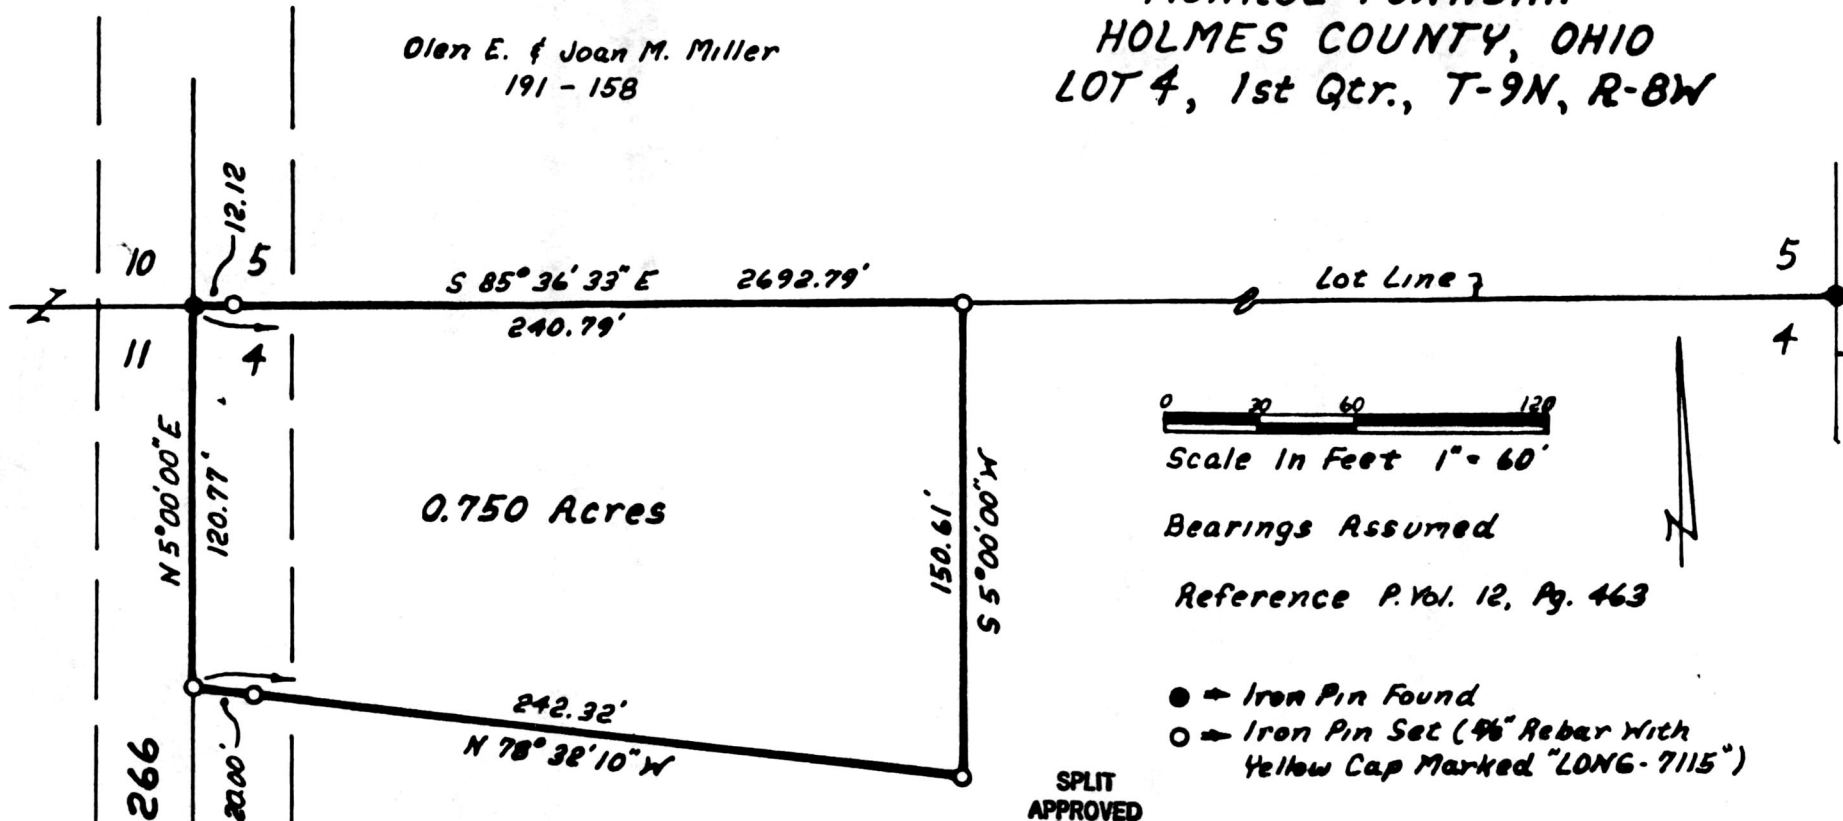 HOLMES COUNTY, OHIO
LOT 4, 1st Qtr., T-9N, R-8W
Olen E. & Joan M. Miller
191 - 158
12.12
10
5
S 85° 36' 33" E
2692.79'
Lot Line
5
240.79'
11
4
4
N 5° 00' 00" E
120.77'
0.750 Acres
150.61'
S 5° 00' 00" W
0
30
60
120
Scale In Feet 1" = 60'
Bearings Assumed
N
Reference P. Vol. 12, Pg. 463
242.32'
N 78° 38' 10" W
266
20.00'
Iron Pin Found
Iron Pin Set (5/8" Rebar With
Yellow Cap Marked "LONG-7115")
SPLIT
APPROVED